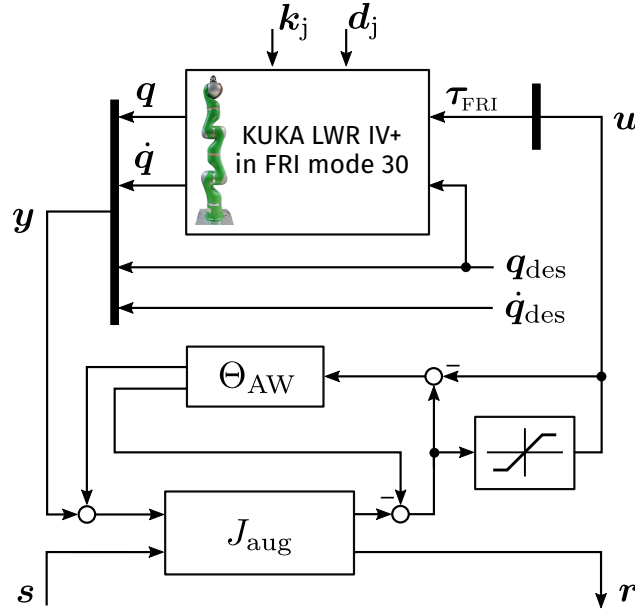 k_j d_j
q
τ_FRI
u
KUKA LWR IV+
in FRI mode 30
q̇
y
q_des
q̇_des
Θ_AW
−
−
J_aug
s
r